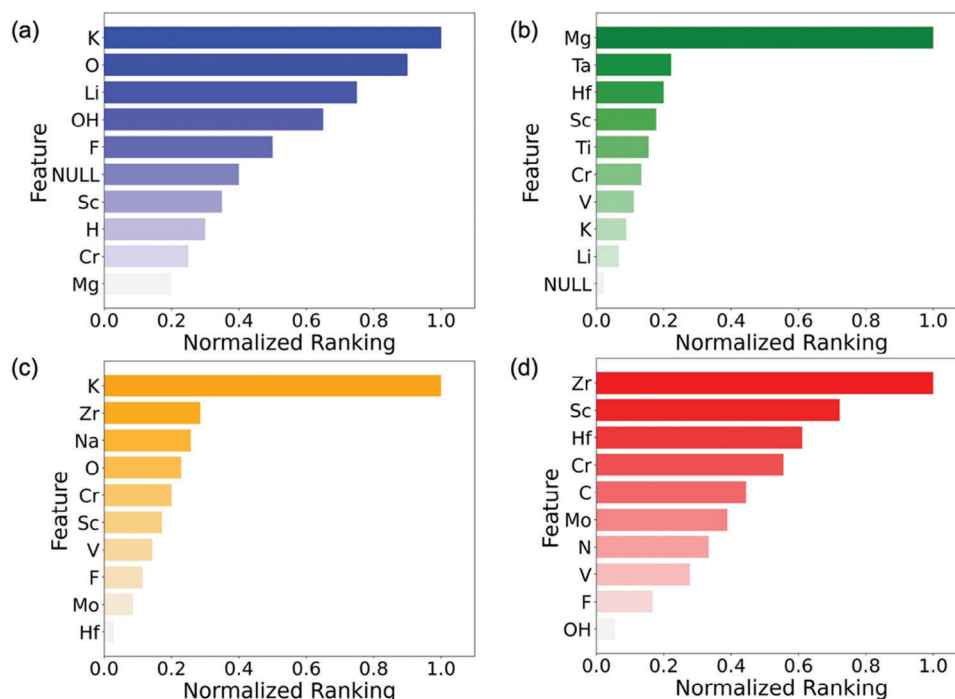 (a)
Feature
K
O
Li
OH
F
NULL
Sc
H
Cr
Mg
0.0 0.2 0.4 0.6 0.8 1.0
Normalized Ranking
(b)
Feature
Mg
Ta
Hf
Sc
Ti
Cr
V
K
Li
NULL
0.0 0.2 0.4 0.6 0.8 1.0
Normalized Ranking
(c)
Feature
K
Zr
Na
O
Cr
Sc
V
F
Mo
Hf
0.0 0.2 0.4 0.6 0.8 1.0
Normalized Ranking
(d)
Feature
Zr
Sc
Hf
Cr
C
Mo
N
V
F
OH
0.0 0.2 0.4 0.6 0.8 1.0
Normalized Ranking